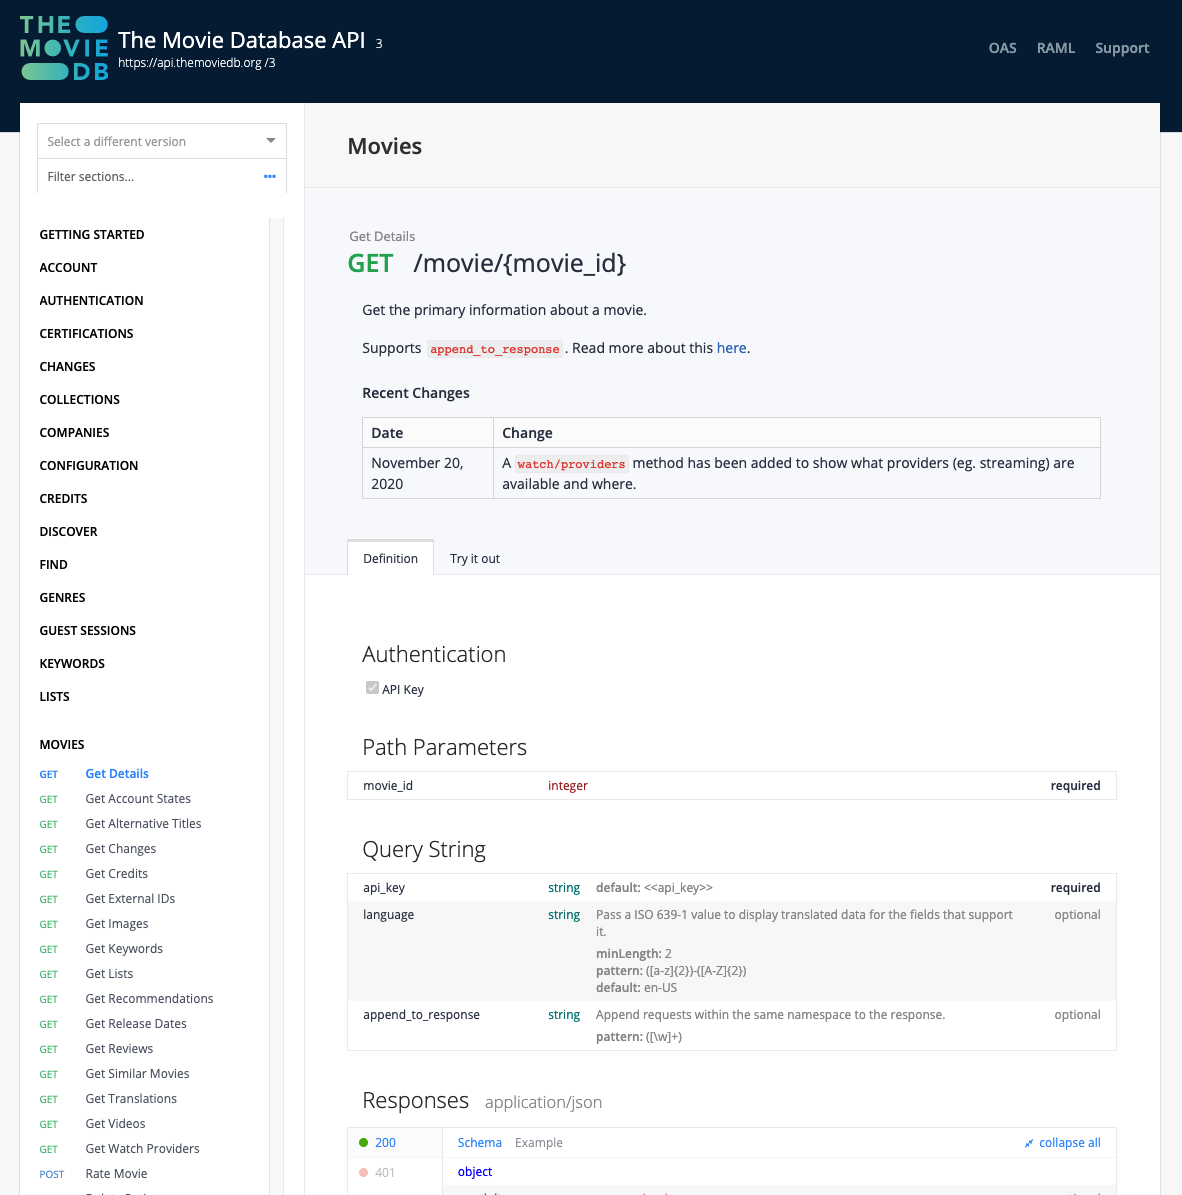 THE
MOVIE
DB
The Movie Database API 3
https://api.themoviedb.org /3
OAS RAML Support
Select a different version
Filter sections...
GETTING STARTED
ACCOUNT
AUTHENTICATION
CERTIFICATIONS
CHANGES
COLLECTIONS
COMPANIES
CONFIGURATION
CREDITS
DISCOVER
FIND
GENRES
GUEST SESSIONS
KEYWORDS
LISTS
MOVIES
GET Get Details
GET Get Account States
GET Get Alternative Titles
GET Get Changes
GET Get Credits
GET Get External IDs
GET Get Images
GET Get Keywords
GET Get Lists
GET Get Recommendations
GET Get Release Dates
GET Get Reviews
GET Get Similar Movies
GET Get Translations
GET Get Videos
GET Get Watch Providers
POST Rate Movie
Movies
Get Details
GET /movie/{movie_id}
Get the primary information about a movie.
Supports append_to_response. Read more about this here.
Recent Changes
Date Change
November 20, 2020 A watch/providers method has been added to show what providers (eg. streaming) are
available and where.
Definition Try it out
Authentication
API Key
Path Parameters
movie_id integer required
Query String
api_key string default: <<api_key>> required
language string Pass a ISO 639-1 value to display translated data for the fields that support optional
it.
minLength: 2
pattern: ([a-z]{2})-([A-Z]{2})
default: en-US
append_to_response string Append requests within the same namespace to the response. optional
pattern: ([\w]+)
Responses application/json
200 Schema Example collapse all
401 object